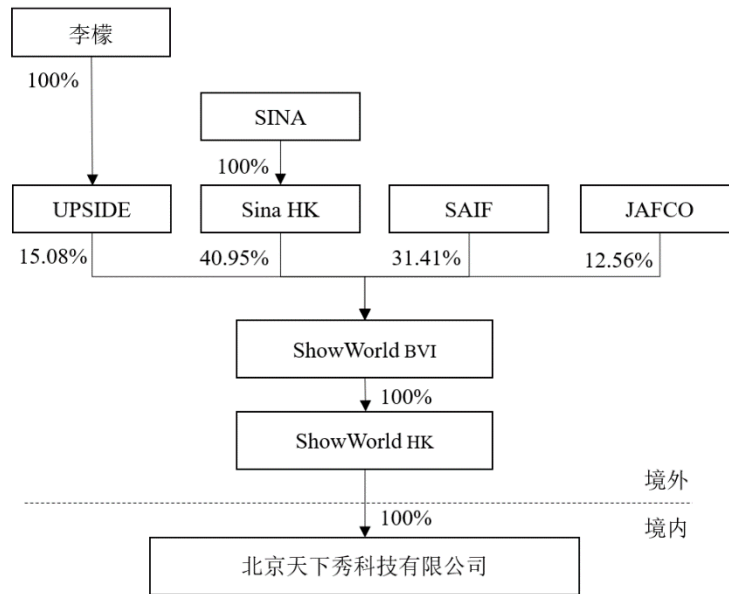 李檬
100%
SINA
100%
UPSIDE
Sina HK
SAIF
JAFCO
15.08%
40.95%
31.41%
12.56%
ShowWorld BVI
100%
ShowWorld HK
境外
100%
境内
北京天下秀科技有限公司